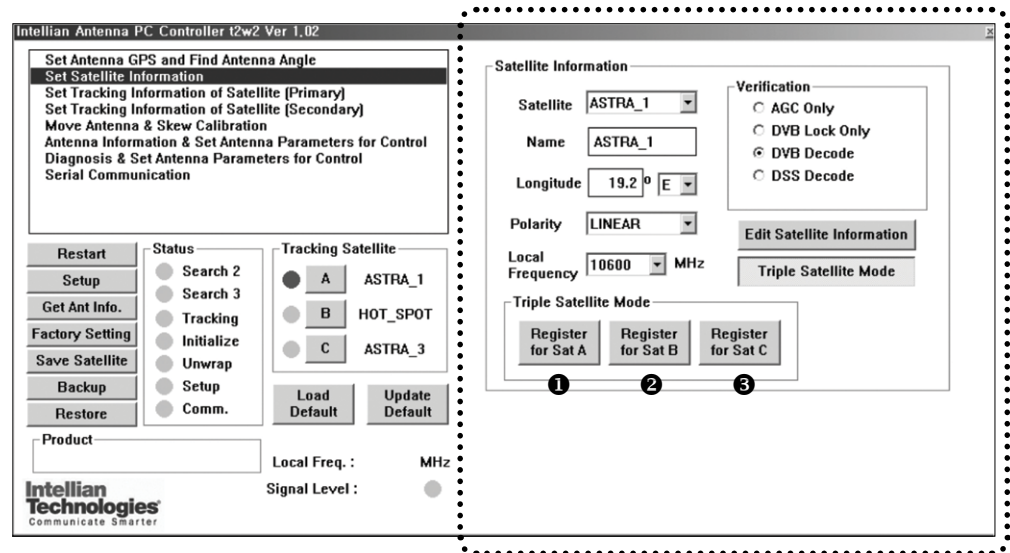 Intellian Antenna PC Controller t2w2 Ver 1,02
Set Antenna GPS and Find Antenna Angle
Set Satellite Information
Set Tracking Information of Satellite (Primary)
Set Tracking Information of Satellite (Secondary)
Move Antenna & Skew Calibration
Antenna Information & Set Antenna Parameters for Control
Diagnosis & Set Antenna Parameters for Control
Serial Communication
Restart
Setup
Get Ant Info.
Factory Setting
Save Satellite
Backup
Restore
Status
Search 2
Search 3
Tracking
Initialize
Unwrap
Setup
Comm.
Tracking Satellite
A ASTRA_1
B HOT_SPOT
C ASTRA_3
Load
Default
Update
Default
Product
Local Freq. : MHz
Signal Level :
Intellian
Technologies
Communicate Smarter
Satellite Information
Satellite ASTRA_1
Name ASTRA_1
Longitude 19.2 º E
Polarity LINEAR
Local
Frequency 10600 MHz
Verification
AGC Only
DVB Lock Only
DVB Decode
DSS Decode
Edit Satellite Information
Triple Satellite Mode
Triple Satellite Mode
Register
for Sat A
Register
for Sat B
Register
for Sat C
❶ ❷ ❸